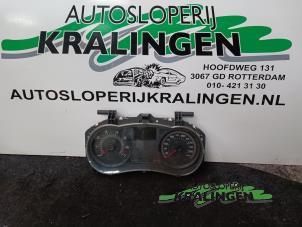 AUTOSLOPERIJ
KRALINGEN
HOOFDWEG 131
3067 GD ROTTERDAM
010- 421 31 30
AUTOSLOPERIJKRALINGEN.NL
AUTOSLOPERIJ
KRALINGEN